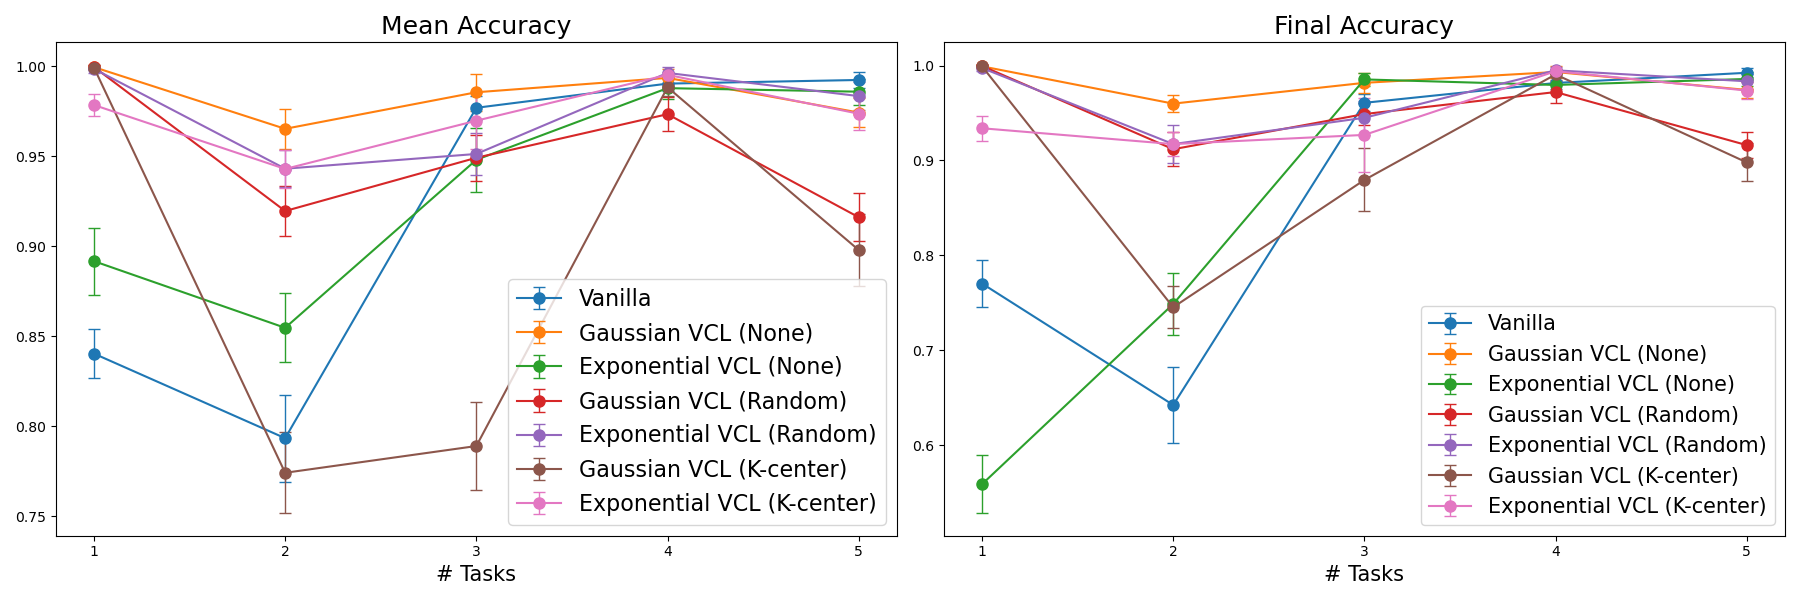 Mean Accuracy
1.00
0.95
0.90
0.85
0.80
0.75
1 2 3 4 5
# Tasks
Vanilla
Gaussian VCL (None)
Exponential VCL (None)
Gaussian VCL (Random)
Exponential VCL (Random)
Gaussian VCL (K-center)
Exponential VCL (K-center)
Final Accuracy
1.0
0.9
0.8
0.7
0.6
1 2 3 4 5
# Tasks
Vanilla
Gaussian VCL (None)
Exponential VCL (None)
Gaussian VCL (Random)
Exponential VCL (Random)
Gaussian VCL (K-center)
Exponential VCL (K-center)